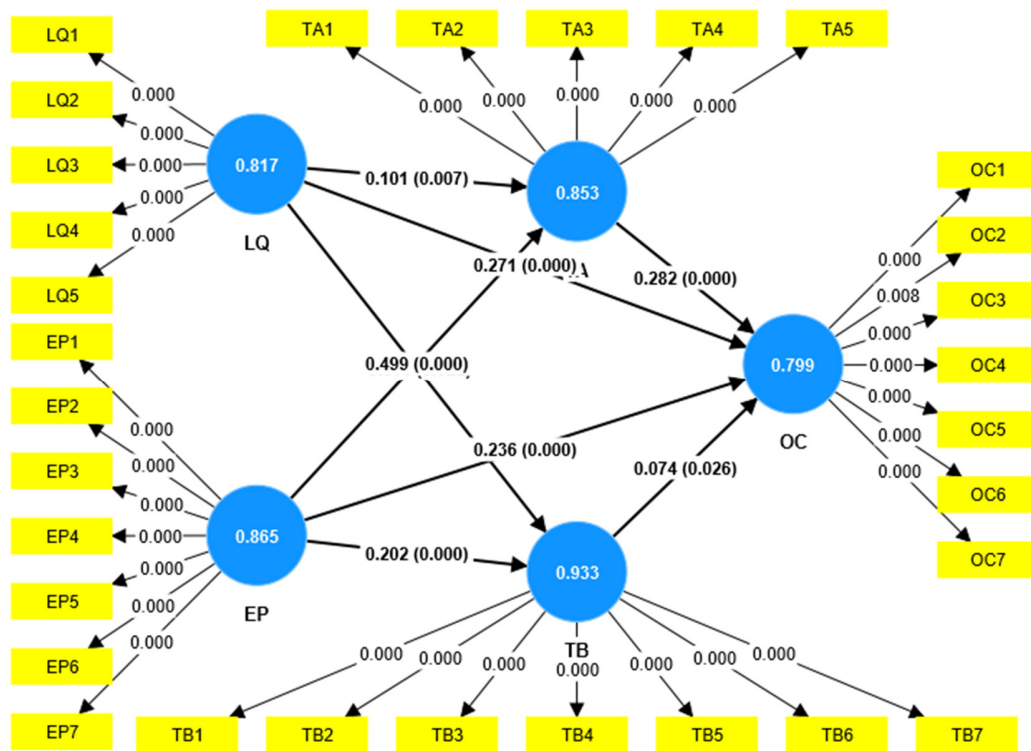 LQ1
LQ2
LQ3
LQ4
LQ5
0.000
0.000
0.000
0.000
0.000
0.817
LQ
TA1
TA2
TA3
TA4
TA5
0.000
0.000
0.000
0.000
0.000
0.853
0.101 (0.007)
0.271 (0.000)
0.282 (0.000)
0.499 (0.000)
0.236 (0.000)
0.074 (0.026)
0.202 (0.000)
EP1
EP2
EP3
EP4
EP5
EP6
EP7
0.000
0.000
0.000
0.000
0.000
0.000
0.000
0.865
EP
OC1
OC2
OC3
OC4
OC5
OC6
OC7
0.000
0.008
0.000
0.000
0.000
0.000
0.000
0.799
OC
0.933
TB
0.000
0.000
0.000
0.000
0.000
0.000
0.000
TB1
TB2
TB3
TB4
TB5
TB6
TB7